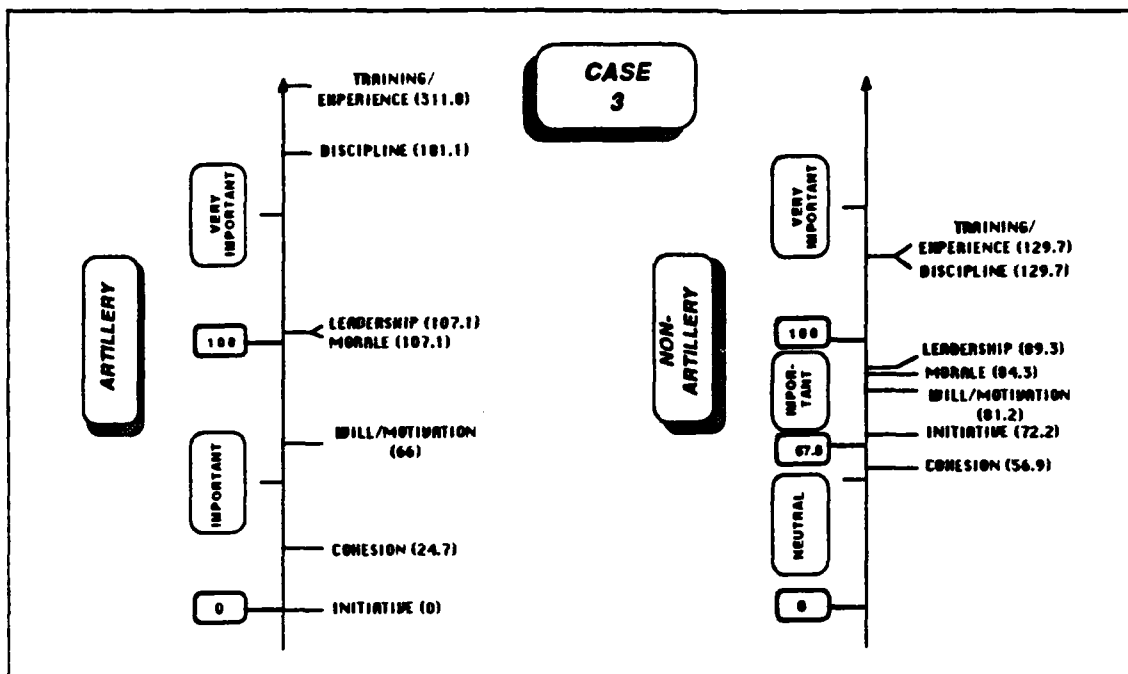 CASE
3
TRAINING/
EXPERIENCE (311.8)
DISCIPLINE (181.1)
VERY
IMPORTANT
ARTILLERY
LEADERSHIP (107.1)
100
MORALE (107.1)
WILL/MOTIVATION
(66)
IMPORTANT
COHESION (24.7)
0
INITIATIVE (0)
VERY
IMPORTANT
TRAINING/
EXPERIENCE (129.7)
DISCIPLINE (129.7)
NON-
ARTILLERY
100
LEADERSHIP (89.3)
MORALE (84.3)
IMPOR-
TANT
WILL/MOTIVATION
(81.2)
INITIATIVE (72.2)
67.8
COHESION (56.9)
NEUTRAL
0